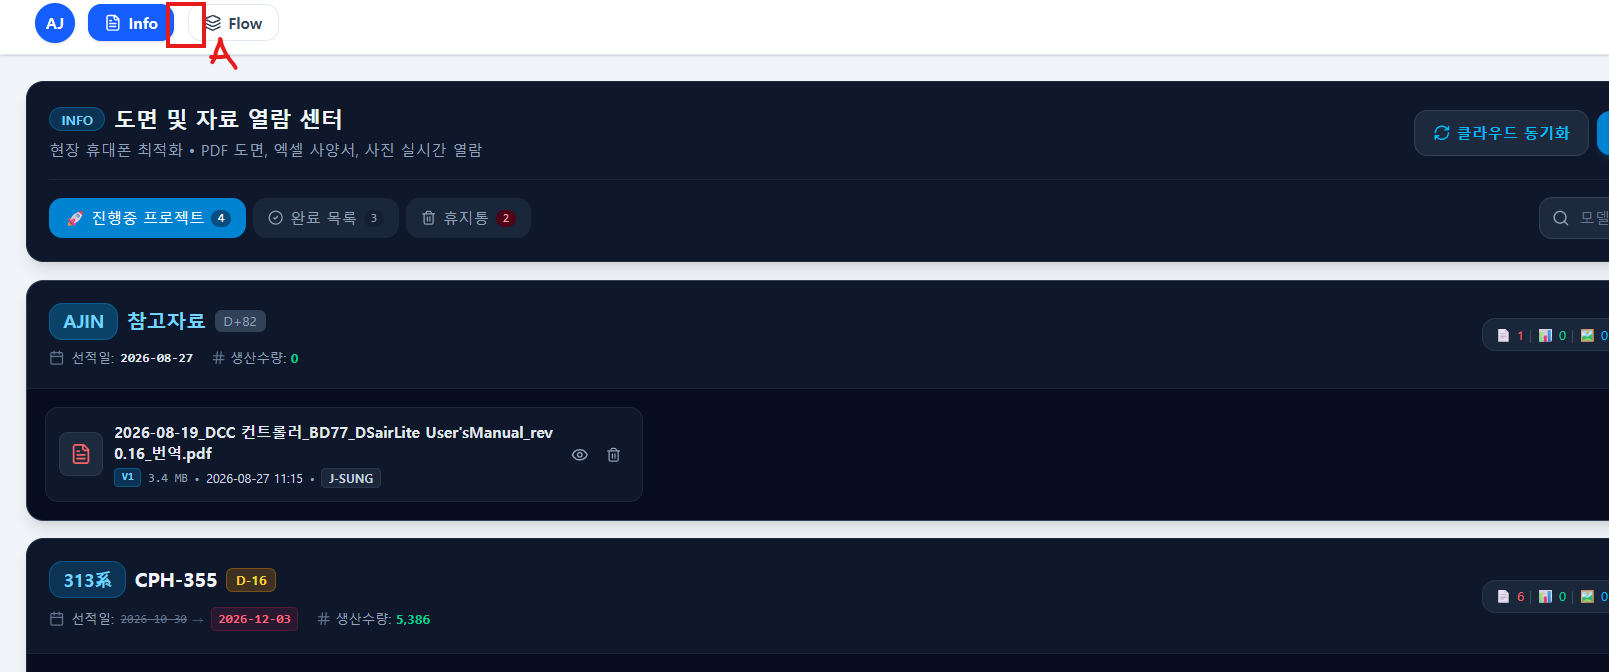 AJ Info Flow
A
INFO 도면 및 자료 열람 센터
현장 휴대폰 최적화 • PDF 도면, 엑셀 사양서, 사진 실시간 열람
클라우드 동기화
진행중 프로젝트 4 완료 목록 3 휴지통 2
모델
AJIN 참고자료 D+82
선적일: 2026-08-27 # 생산수량: 0
1 | 0 | 0
2026-08-19_DCC 컨트롤러_BD77_DSairLite User'sManual_rev
0.16_번역.pdf
V1 3.4 MB • 2026-08-27 11:15 • J-SUNG
313系 CPH-355 D-16
선적일: 2026-10-30 → 2026-12-03 # 생산수량: 5,386
6 | 0 | 0